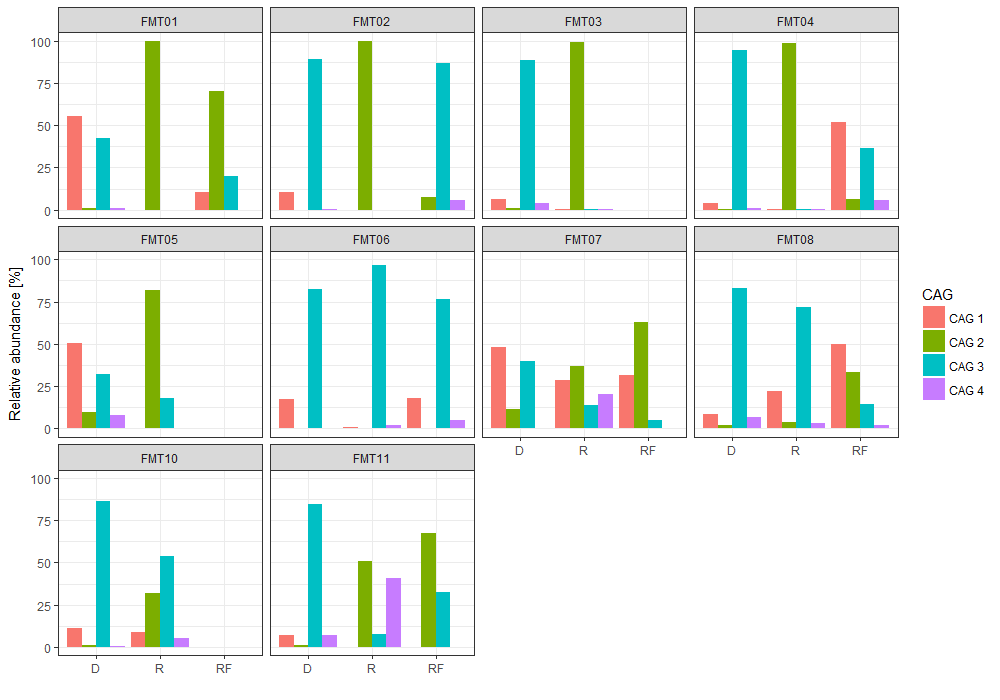 FMT01 FMT02 FMT03 FMT04
100
75
50
25
0
FMT05 FMT06 FMT07 FMT08
100
75
50
25
0
D R RF D R RF
FMT10 FMT11
100
75
50
25
0
D R RF D R RF
Relative abundance [%]
CAG
CAG 1
CAG 2
CAG 3
CAG 4